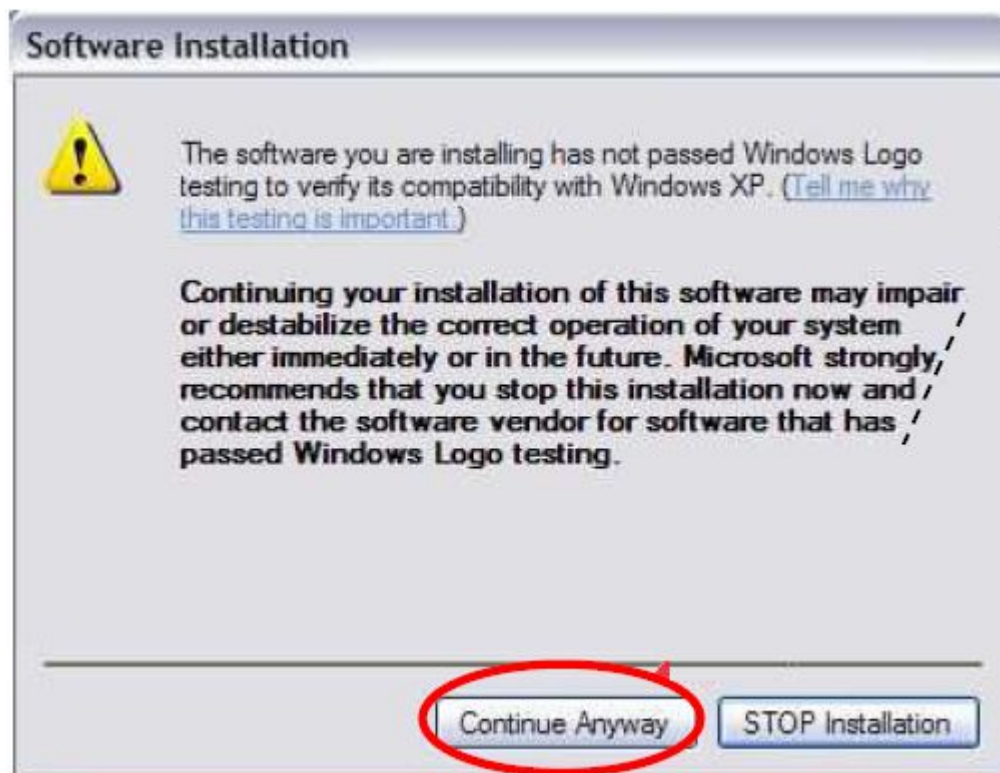 Software Installation
The software you are installing has not passed Windows Logo
testing to verify its compatibility with Windows XP. (Tell me why
this testing is important.)
Continuing your installation of this software may impair
or destabilize the correct operation of your system
either immediately or in the future. Microsoft strongly
recommends that you stop this installation now and
contact the software vendor for software that has
passed Windows Logo testing.
Continue Anyway STOP Installation